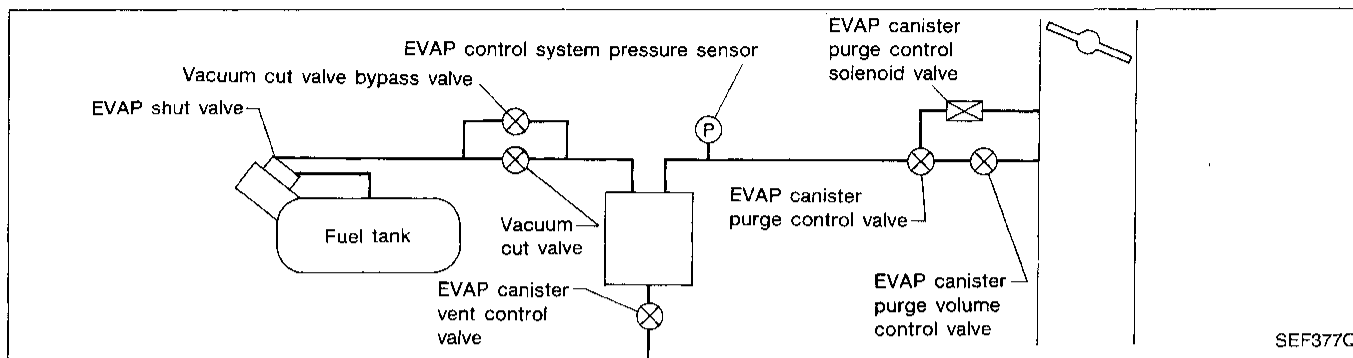 EVAP control system pressure sensor
Vacuum cut valve bypass valve
EVAP shut valve
EVAP canister
purge control
solenoid valve
P
Fuel tank
Vacuum
cut valve
EVAP canister
purge control valve
EVAP canister
vent control
valve
EVAP canister
purge volume
control valve
SEF377Q